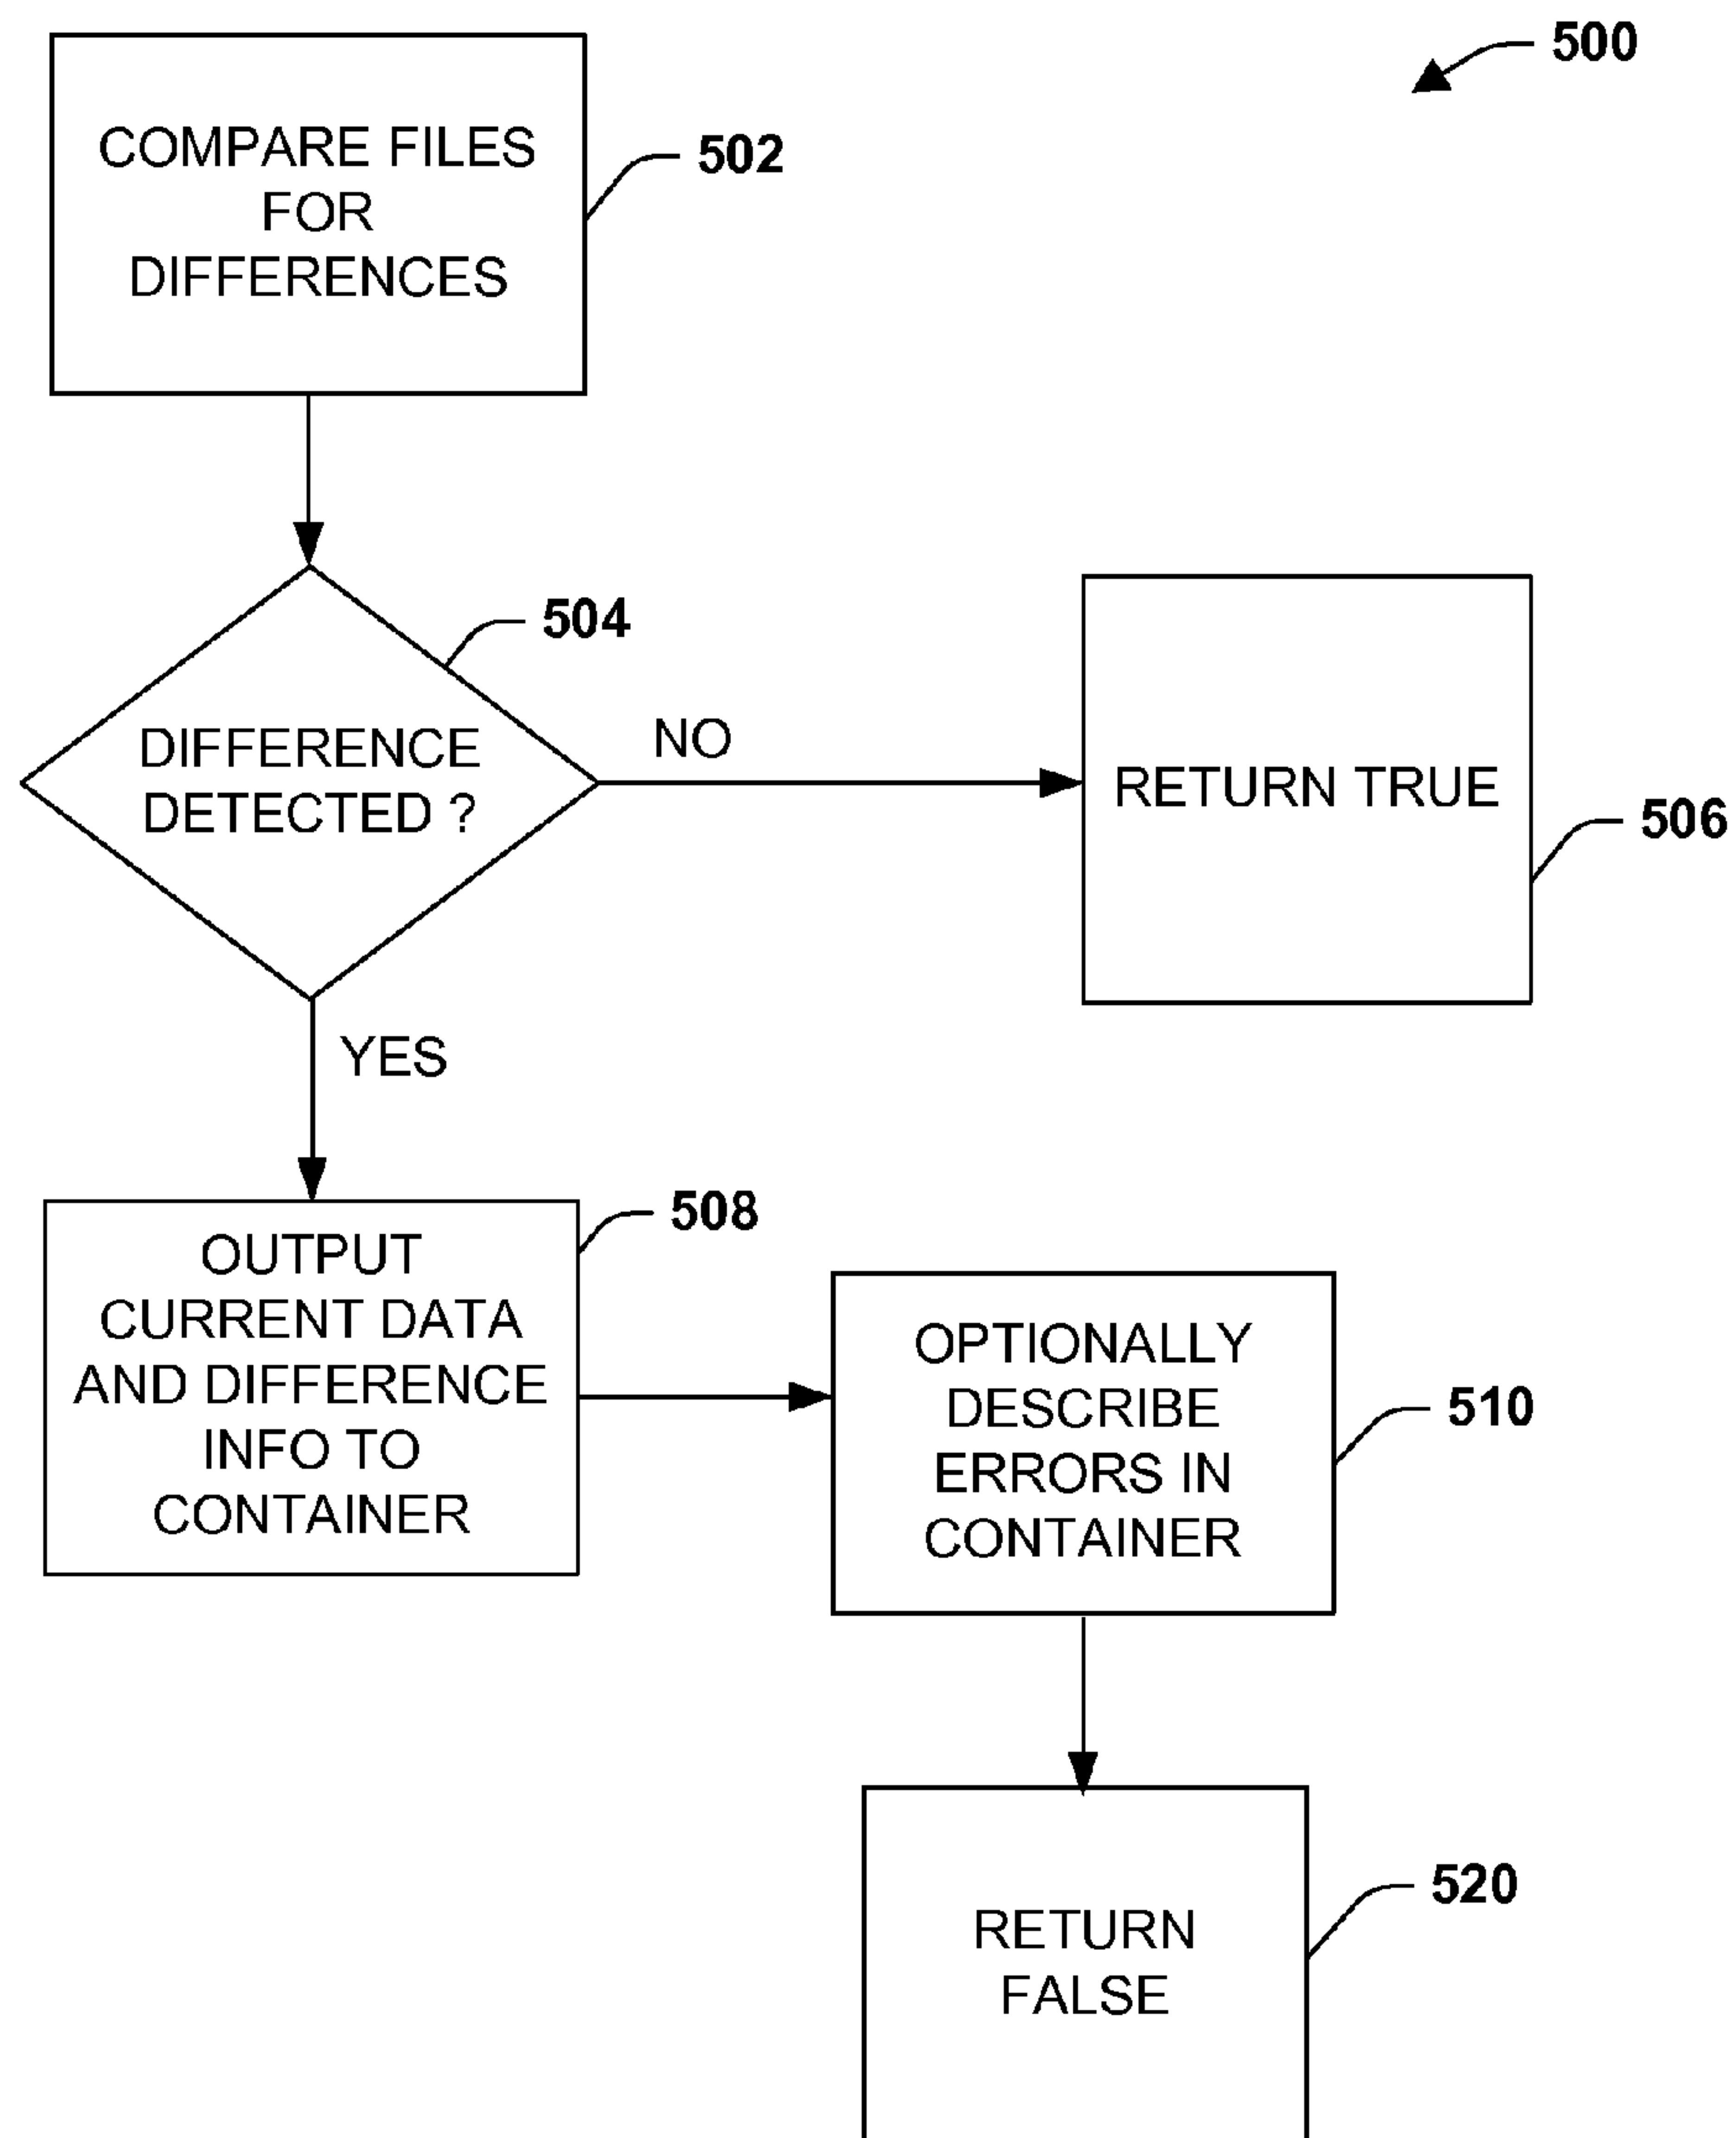 500
COMPARE FILES
FOR
DIFFERENCES
502
504
DIFFERENCE
DETECTED ?
NO
RETURN TRUE
506
YES
508
OUTPUT
CURRENT DATA
AND DIFFERENCE
INFO TO
CONTAINER
OPTIONALLY
DESCRIBE
ERRORS IN
CONTAINER
510
RETURN
FALSE
520